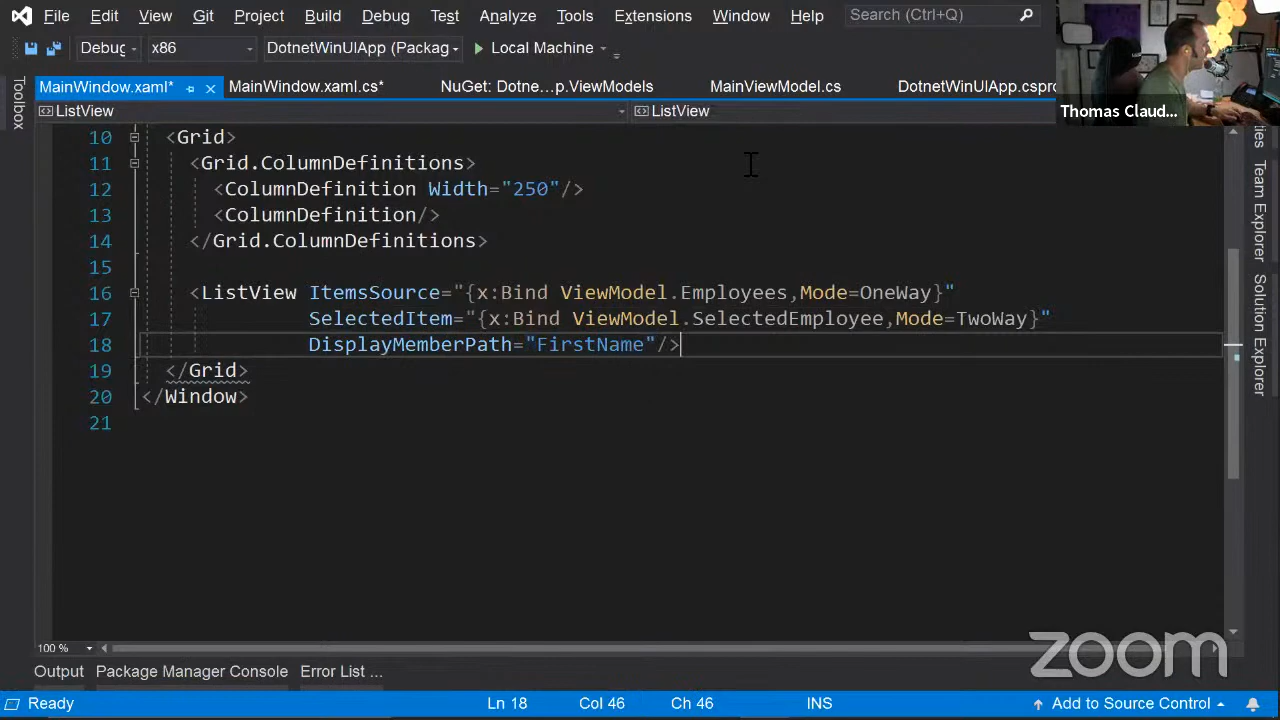 File Edit View Git Project Build Debug Test Analyze Tools Extensions Window Help Search (Ctrl+Q)
Debug x86 DotnetWinUIApp (Packag Local Machine
MainWindow.xaml* MainWindow.xaml.cs* NuGet: Dotne...p.ViewModels MainViewModel.cs DotnetWinUIApp.cspro
Thomas Claud...
Toolbox
ListView ListView
10 <Grid>
11 <Grid.ColumnDefinitions>
12 <ColumnDefinition Width="250"/>
13 <ColumnDefinition/>
14 </Grid.ColumnDefinitions>
15
16 <ListView ItemsSource="{x:Bind ViewModel.Employees,Mode=OneWay}"
17 SelectedItem="{x:Bind ViewModel.SelectedEmployee,Mode=TwoWay}"
18 DisplayMemberPath="FirstName"/>
19 </Grid>
20 </Window>
21
ties
Team Explorer
Solution Explorer
100 %
zoom
Output Package Manager Console Error List ...
Ready Ln 18 Col 46 Ch 46 INS Add to Source Control